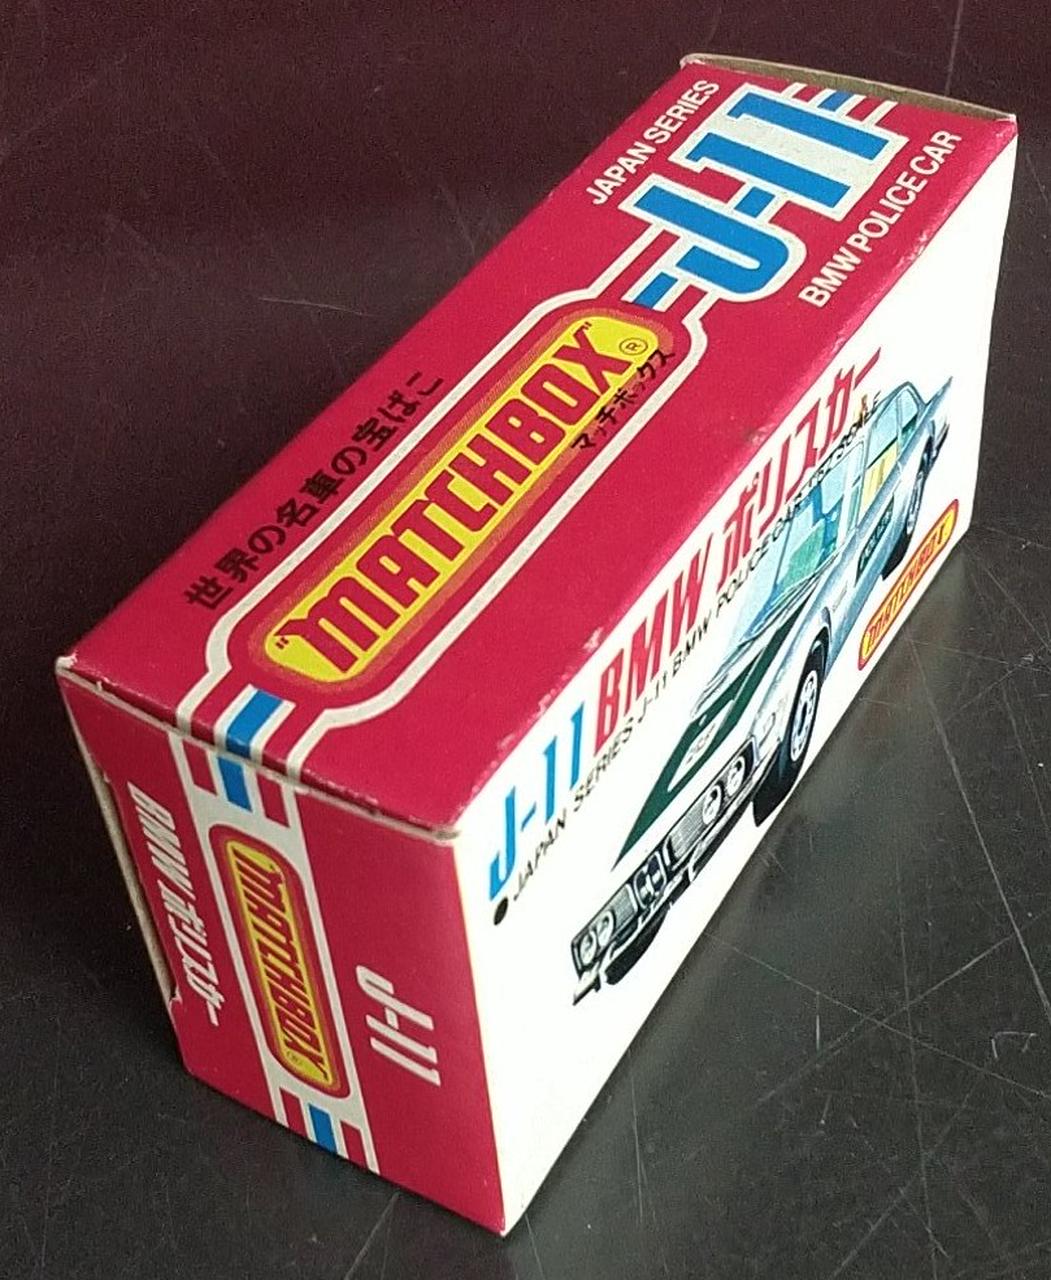 JAPAN SERIES
J-11
BMW POLICE CAR
世界の名車の宝ばこ
"MATCHBOX"®
マッチボックス
J-11 BMW ポリスカー
● JAPAN SERIES J-11 BMW POLICE CAR SCALE
"MATCHBOX"
BMW ポリスカー
"MATCHBOX"®
J-11